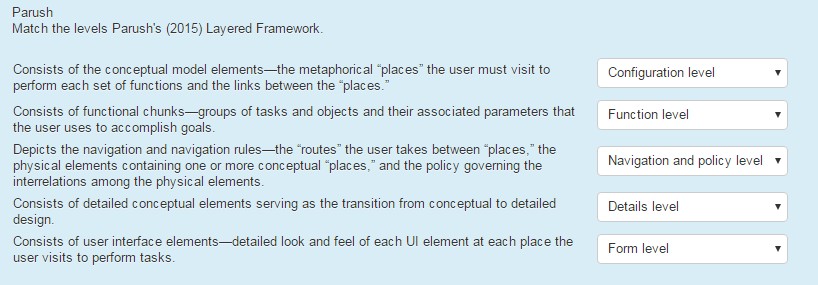 Parush
Match the levels Parush's (2015) Layered Framework.
Consists of the conceptual model elements—the metaphorical “places” the user must visit to
perform each set of functions and the links between the “places.”
Configuration level
Consists of functional chunks—groups of tasks and objects and their associated parameters that
the user uses to accomplish goals.
Function level
Depicts the navigation and navigation rules—the “routes” the user takes between “places,” the
physical elements containing one or more conceptual “places,” and the policy governing the
interrelations among the physical elements.
Navigation and policy level
Consists of detailed conceptual elements serving as the transition from conceptual to detailed
design.
Details level
Consists of user interface elements—detailed look and feel of each UI element at each place the
user visits to perform tasks.
Form level